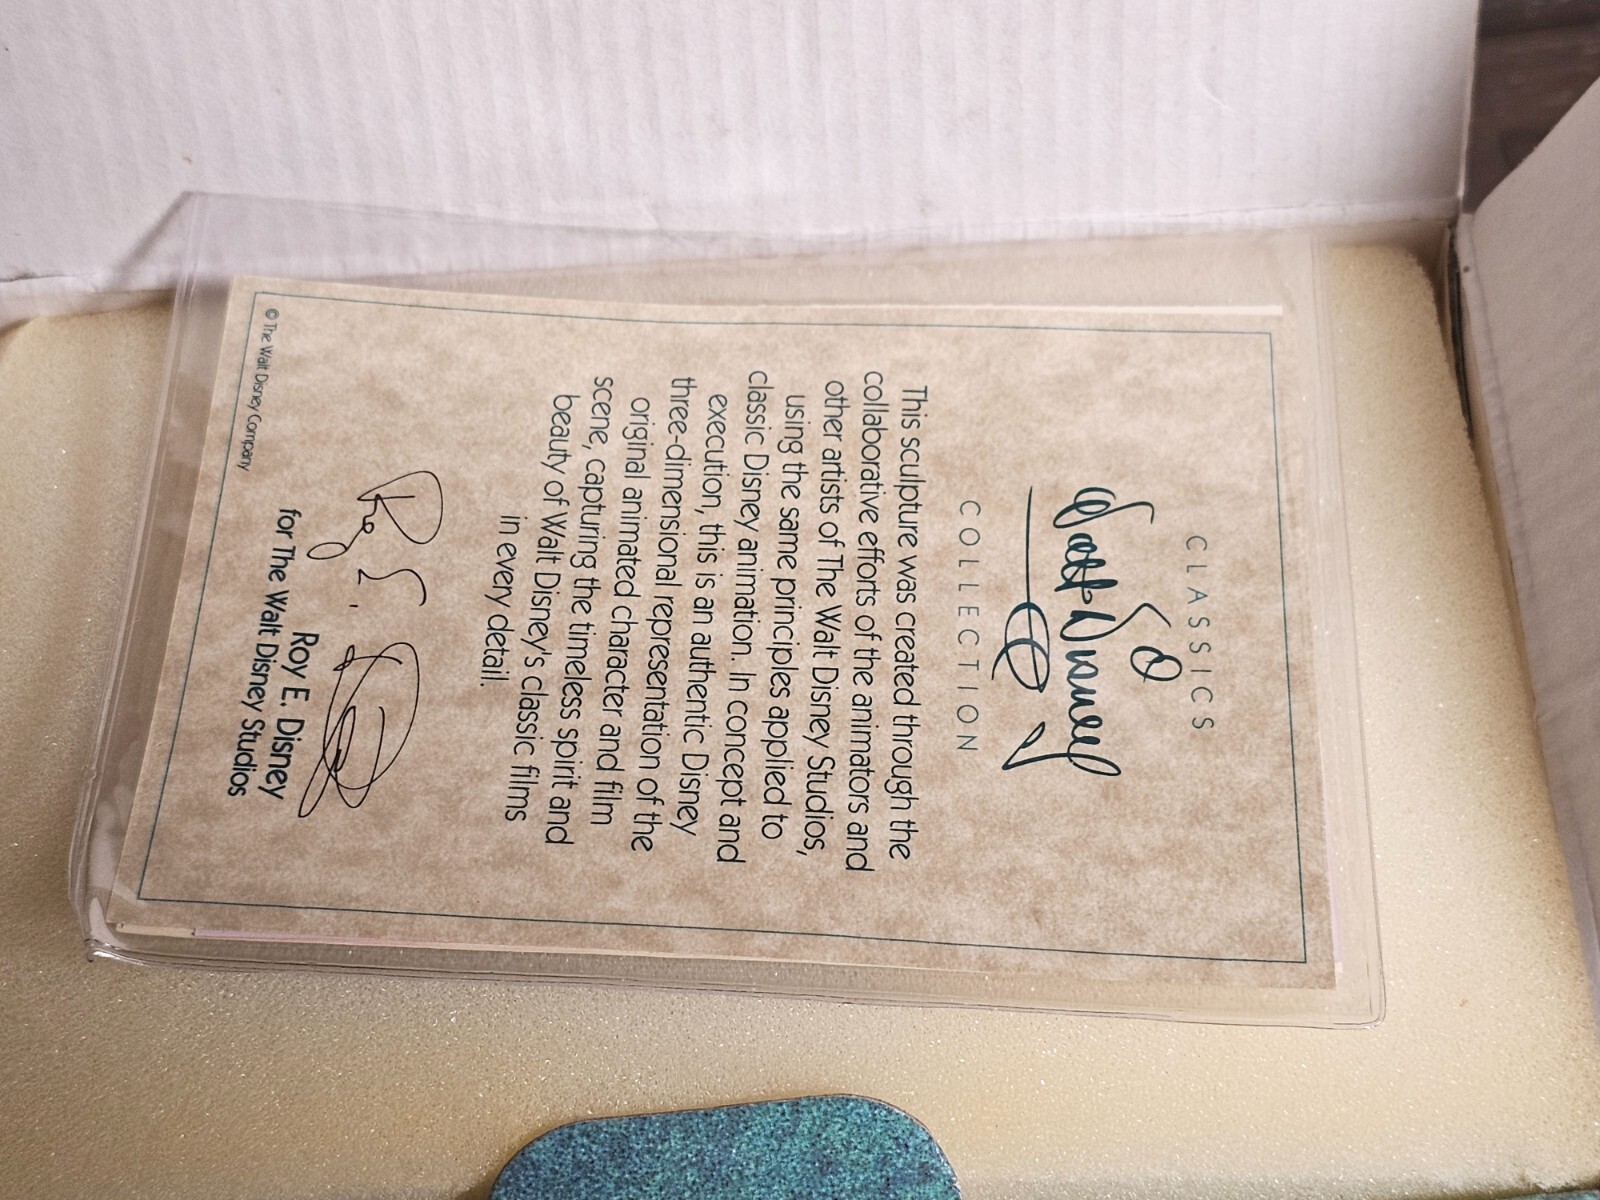 CLASSICS
Walt Disney
COLLECTION
This sculpture was created through the
collaborative efforts of the animators and
other artists of The Walt Disney Studios,
using the same principles applied to
classic Disney animation. In concept and
execution, this is an authentic Disney
three-dimensional representation of the
original animated character and film
scene, capturing the timeless spirit and
beauty of Walt Disney's classic films
in every detail.
Roy E. Disney
Roy E. Disney
for The Walt Disney Studios
© The Walt Disney Company